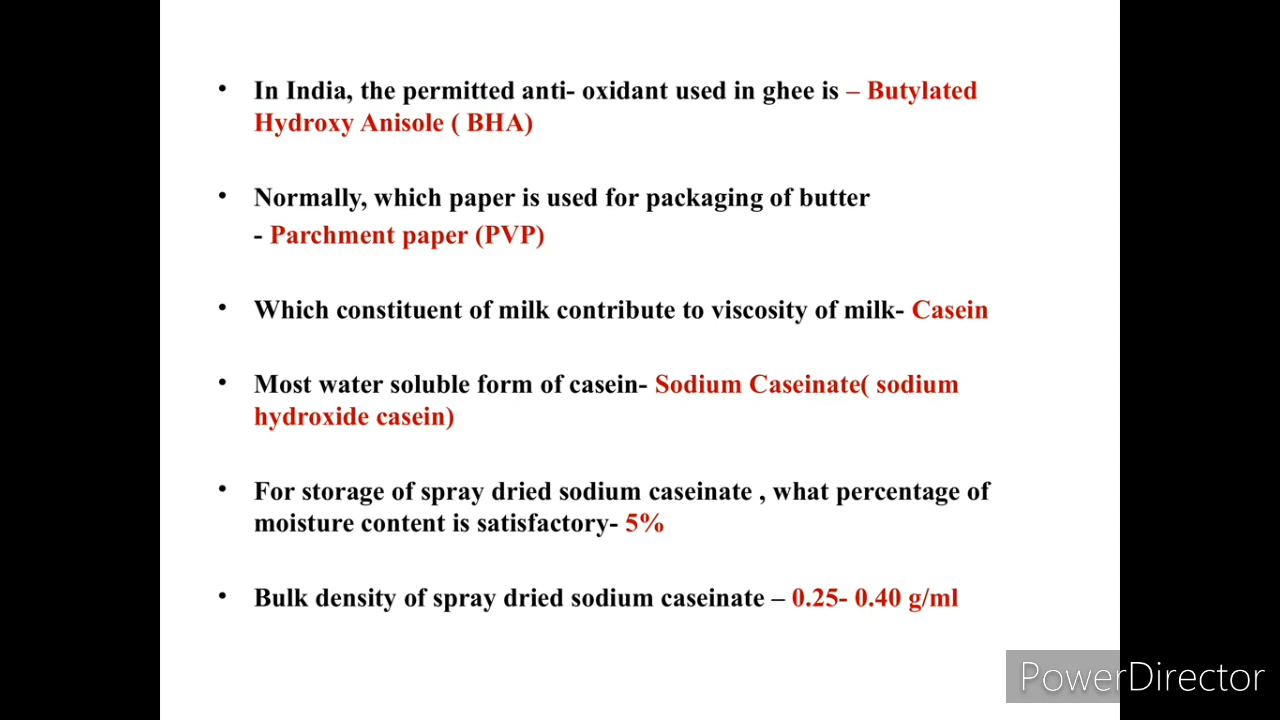 • In India, the permitted anti- oxidant used in ghee is – Butylated
Hydroxy Anisole ( BHA)
• Normally, which paper is used for packaging of butter
- Parchment paper (PVP)
• Which constituent of milk contribute to viscosity of milk- Casein
• Most water soluble form of casein- Sodium Caseinate( sodium
hydroxide casein)
• For storage of spray dried sodium caseinate , what percentage of
moisture content is satisfactory- 5%
• Bulk density of spray dried sodium caseinate – 0.25- 0.40 g/ml
PowerDirector